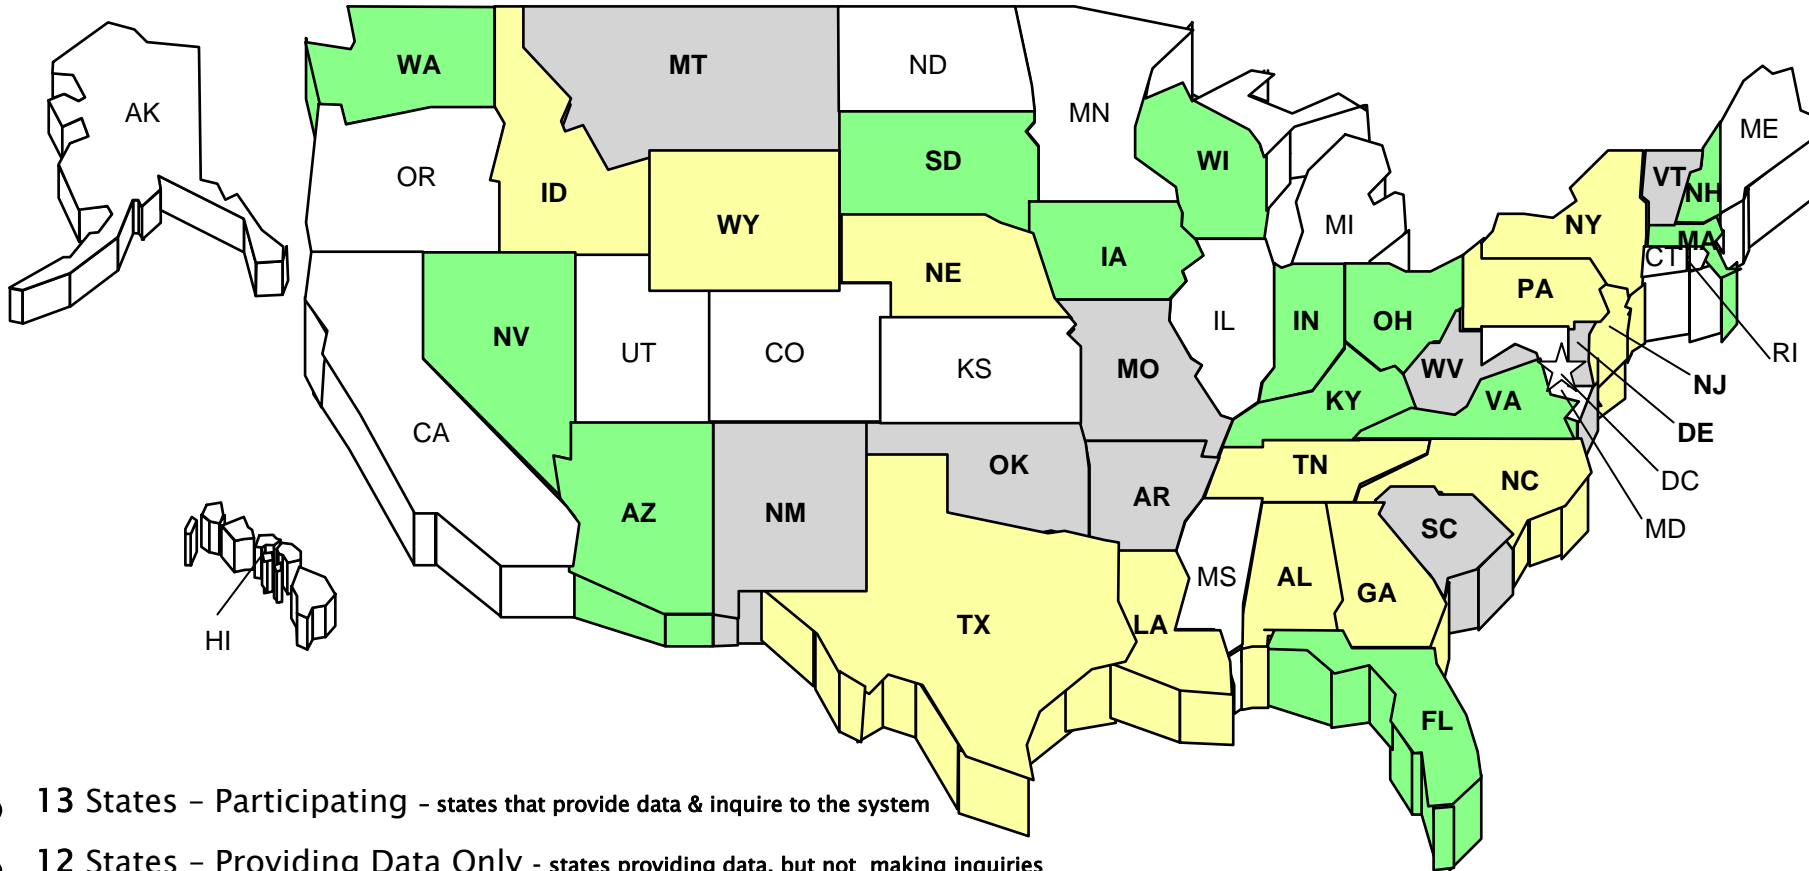 WA
MT
ND
MN
AK
OR
ID
SD
WI
ME
WY
NE
IA
MI
NY
VT
NH
MA
CT
NV
UT
CO
KS
IL
IN
OH
PA
RI
NJ
CA
MO
KY
WV
VA
DE
DC
MD
AZ
NM
OK
AR
TN
NC
SC
HI
TX
LA
MS
AL
GA
FL
13 States – Participating – states that provide data & inquire to the system
12 States – Providing Data Only - states providing data, but not making inquiries